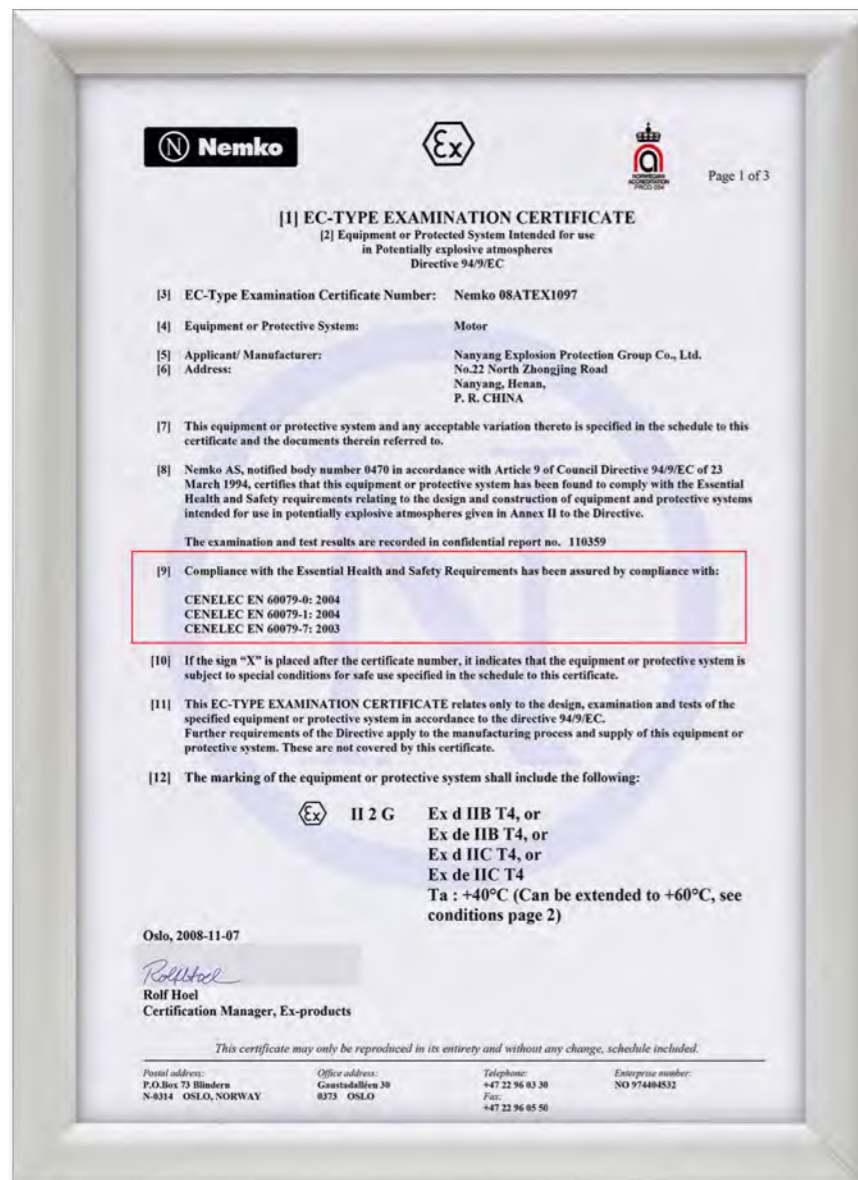 N Nemko
Ex
NORWEGIAN
ACCREDITATION
PROD 004
Page 1 of 3
[1] EC-TYPE EXAMINATION CERTIFICATE
[2] Equipment or Protected System Intended for use
in Potentially explosive atmospheres
Directive 94/9/EC
[3] EC-Type Examination Certificate Number: Nemko 08ATEX1097
[4] Equipment or Protective System: Motor
[5] Applicant/ Manufacturer: Nanyang Explosion Protection Group Co., Ltd.
[6] Address: No.22 North Zhongjing Road
Nanyang, Henan,
P. R. CHINA
[7] This equipment or protective system and any acceptable variation thereto is specified in the schedule to this
certificate and the documents therein referred to.
[8] Nemko AS, notified body number 0470 in accordance with Article 9 of Council Directive 94/9/EC of 23
March 1994, certifies that this equipment or protective system has been found to comply with the Essential
Health and Safety requirements relating to the design and construction of equipment and protective systems
intended for use in potentially explosive atmospheres given in Annex II to the Directive.
The examination and test results are recorded in confidential report no. 110359
[9] Compliance with the Essential Health and Safety Requirements has been assured by compliance with:
CENELEC EN 60079-0: 2004
CENELEC EN 60079-1: 2004
CENELEC EN 60079-7: 2003
[10] If the sign “X” is placed after the certificate number, it indicates that the equipment or protective system is
subject to special conditions for safe use specified in the schedule to this certificate.
[11] This EC-TYPE EXAMINATION CERTIFICATE relates only to the design, examination and tests of the
specified equipment or protective system in accordance to the directive 94/9/EC.
Further requirements of the Directive apply to the manufacturing process and supply of this equipment or
protective system. These are not covered by this certificate.
[12] The marking of the equipment or protective system shall include the following:
Ex II 2 G Ex d IIB T4, or
Ex de IIB T4, or
Ex d IIC T4, or
Ex de IIC T4
Ta : +40°C (Can be extended to +60°C, see
conditions page 2)
Oslo, 2008-11-07
Rolf Hoel
Rolf Hoel
Certification Manager, Ex-products
This certificate may only be reproduced in its entirety and without any change, schedule included.
Postal address: Office address: Telephone: Enterprise number:
P.O.Box 73 Blindern Gaustadalléen 30 +47 22 96 03 30 NO 974404532
N-0314 OSLO, NORWAY 0373 OSLO Fax:
+47 22 96 05 50